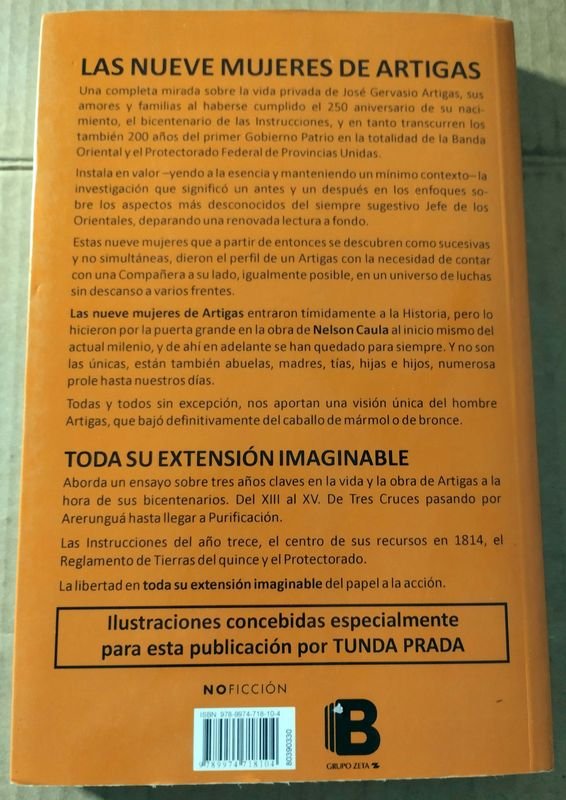 LAS NUEVE MUJERES DE ARTIGAS
Una completa mirada sobre la vida privada de José Gervasio Artigas, sus
amores y familias al haberse cumplido el 250 aniversario de su naci-
miento, el bicentenario de las Instrucciones, y en tanto transcurren los
también 200 años del primer Gobierno Patrio en la totalidad de la Banda
Oriental y el Protectorado Federal de Provincias Unidas.
Instala en valor –yendo a la esencia y manteniendo un mínimo contexto– la
investigación que significó un antes y un después en los enfoques so-
bre los aspectos más desconocidos del siempre sugestivo Jefe de los
Orientales, deparando una renovada lectura a fondo.
Estas nueve mujeres que a partir de entonces se descubren como sucesivas
y no simultáneas, dieron el perfil de un Artigas con la necesidad de contar
con una Compañera a su lado, igualmente posible, en un universo de luchas
sin descanso a varios frentes.
Las nueve mujeres de Artigas entraron tímidamente a la Historia, pero lo
hicieron por la puerta grande en la obra de Nelson Caula al inicio mismo del
actual milenio, y de ahí en adelante se han quedado para siempre. Y no son
las únicas, están también abuelas, madres, tías, hijas e hijos, numerosa
prole hasta nuestros días.
Todas y todos sin excepción, nos aportan una visión única del hombre
Artigas, que bajó definitivamente del caballo de mármol o de bronce.
TODA SU EXTENSIÓN IMAGINABLE
Aborda un ensayo sobre tres años claves en la vida y la obra de Artigas a la
hora de sus bicentenarios. Del XIII al XV. De Tres Cruces pasando por
Arerunguá hasta llegar a Purificación.
Las Instrucciones del año trece, el centro de sus recursos en 1814, el
Reglamento de Tierras del quince y el Protectorado.
La libertad en toda su extensión imaginable del papel a la acción.
Ilustraciones concebidas especialmente
para esta publicación por TUNDA PRADA
NOFICCIÓN
ISBN 978-9974-718-10-4
9789974718104
80390330
B
GRUPO ZETA